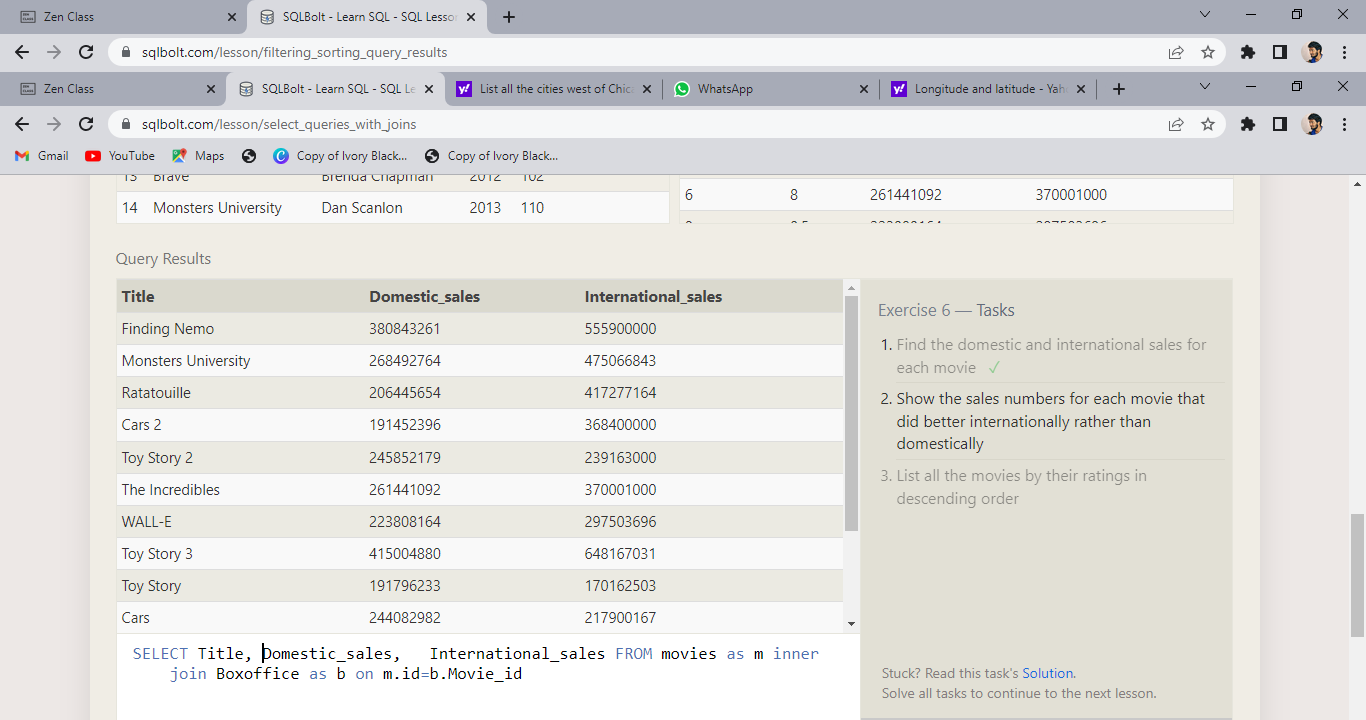 Zen Class
SQLBolt - Learn SQL - SQL Lesson
sqlbolt.com/lesson/filtering_sorting_query_results
Zen Class
SQLBolt - Learn SQL - SQL Le
List all the cities west of Chic
WhatsApp
Longitude and latitude - Yah
sqlbolt.com/lesson/select_queries_with_joins
Gmail
YouTube
Maps
Copy of Ivory Black...
Copy of Ivory Black...
13 Brave Brenda Chapman 2012 102
14 Monsters University Dan Scanlon 2013 110
6 8 261441092 370001000
Query Results
Title Domestic_sales International_sales
Finding Nemo 380843261 555900000
Monsters University 268492764 475066843
Ratatouille 206445654 417277164
Cars 2 191452396 368400000
Toy Story 2 245852179 239163000
The Incredibles 261441092 370001000
WALL-E 223808164 297503696
Toy Story 3 415004880 648167031
Toy Story 191796233 170162503
Cars 244082982 217900167
Exercise 6 — Tasks
1. Find the domestic and international sales for
each movie ✓
2. Show the sales numbers for each movie that
did better internationally rather than
domestically
3. List all the movies by their ratings in
descending order
SELECT Title, Domestic_sales,   International_sales FROM movies as m inner
join Boxoffice as b on m.id=b.Movie_id
Stuck? Read this task's Solution.
Solve all tasks to continue to the next lesson.